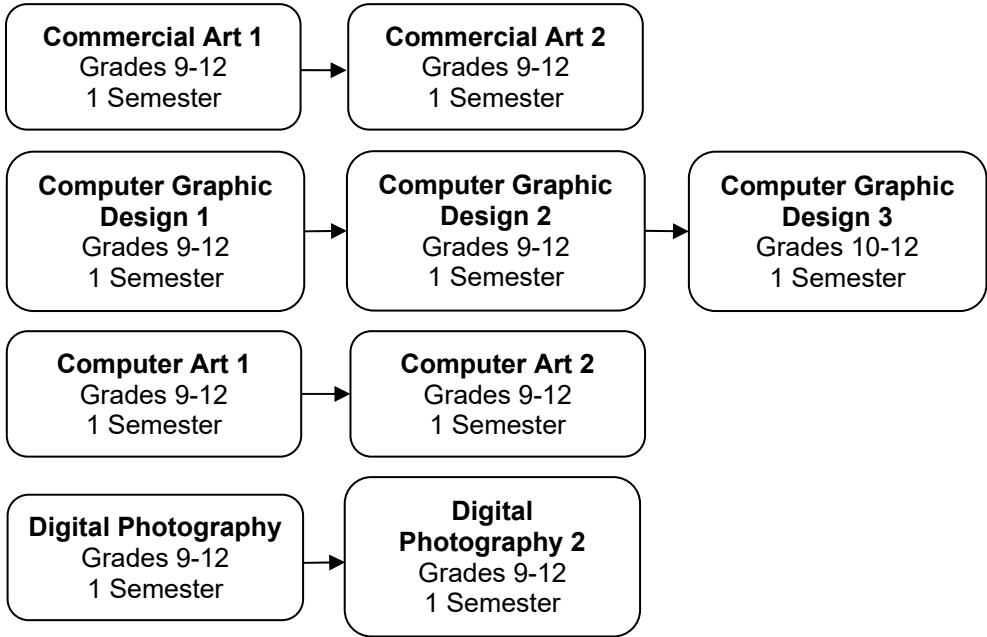 Commercial Art 1
Grades 9-12
1 Semester
Commercial Art 2
Grades 9-12
1 Semester
Computer Graphic
Design 1
Grades 9-12
1 Semester
Computer Graphic
Design 2
Grades 9-12
1 Semester
Computer Graphic
Design 3
Grades 10-12
1 Semester
Computer Art 1
Grades 9-12
1 Semester
Computer Art 2
Grades 9-12
1 Semester
Digital Photography
Grades 9-12
1 Semester
Digital
Photography 2
Grades 9-12
1 Semester